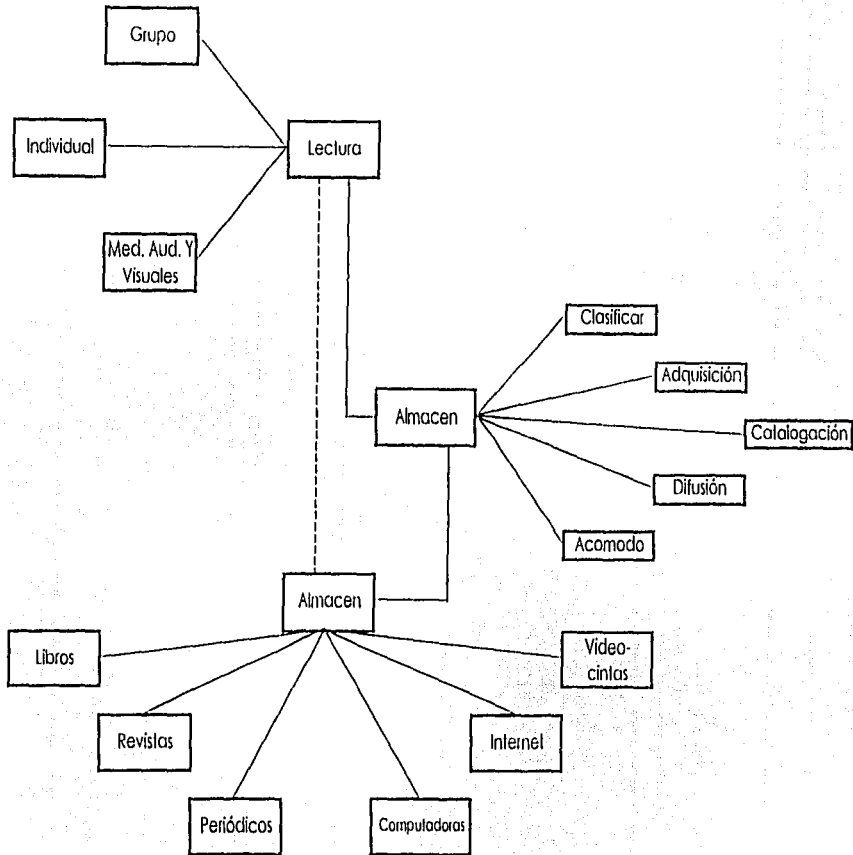 Grupo
Individual
Lectura
Med. Aud. Y
Visuales
Clasificar
Adquisición
Almacen
Catalogación
Difusión
Acomodo
Almacen
Libros
Video-
cintas
Revistas
Internet
Periódicos
Computadoras